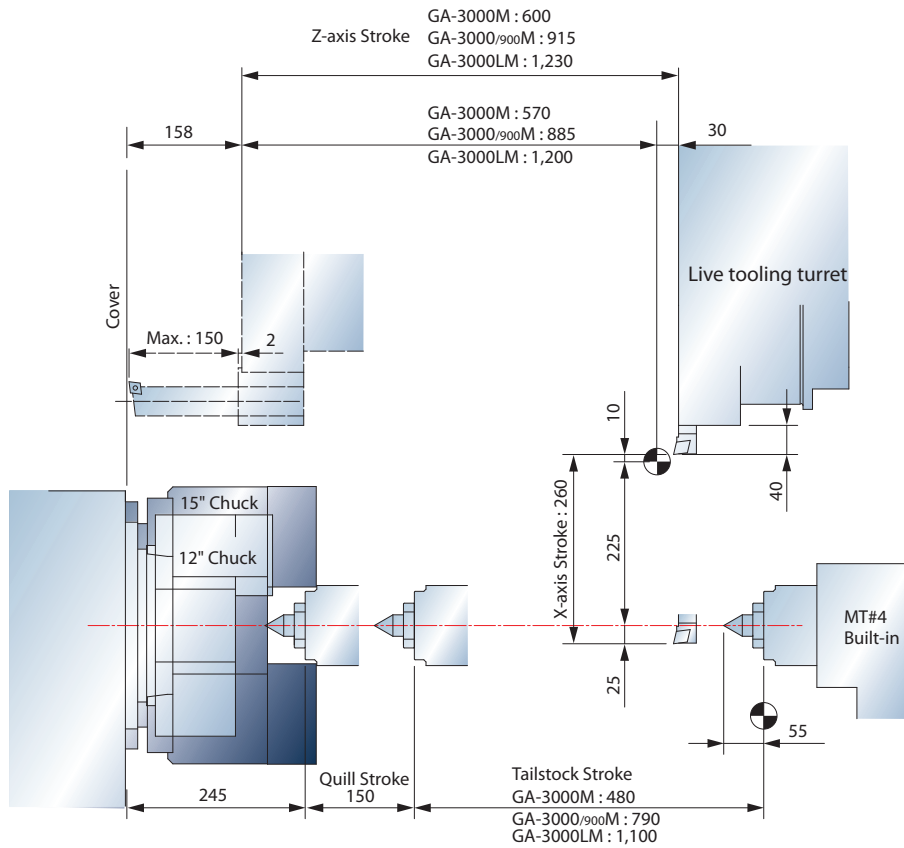 GA-3000M : 600
Z-axis Stroke GA-3000/900M : 915
GA-3000LM : 1,230
GA-3000M : 570
158 GA-3000/900M : 885 30
GA-3000LM : 1,200
Live tooling turret
Cover
Max. : 150 2
10
40
X-axis Stroke : 260
225
15" Chuck
12" Chuck
MT#4
Built-in
25
55
Quill Stroke Tailstock Stroke
245 150 GA-3000M : 480
GA-3000/900M : 790
GA-3000LM : 1,100